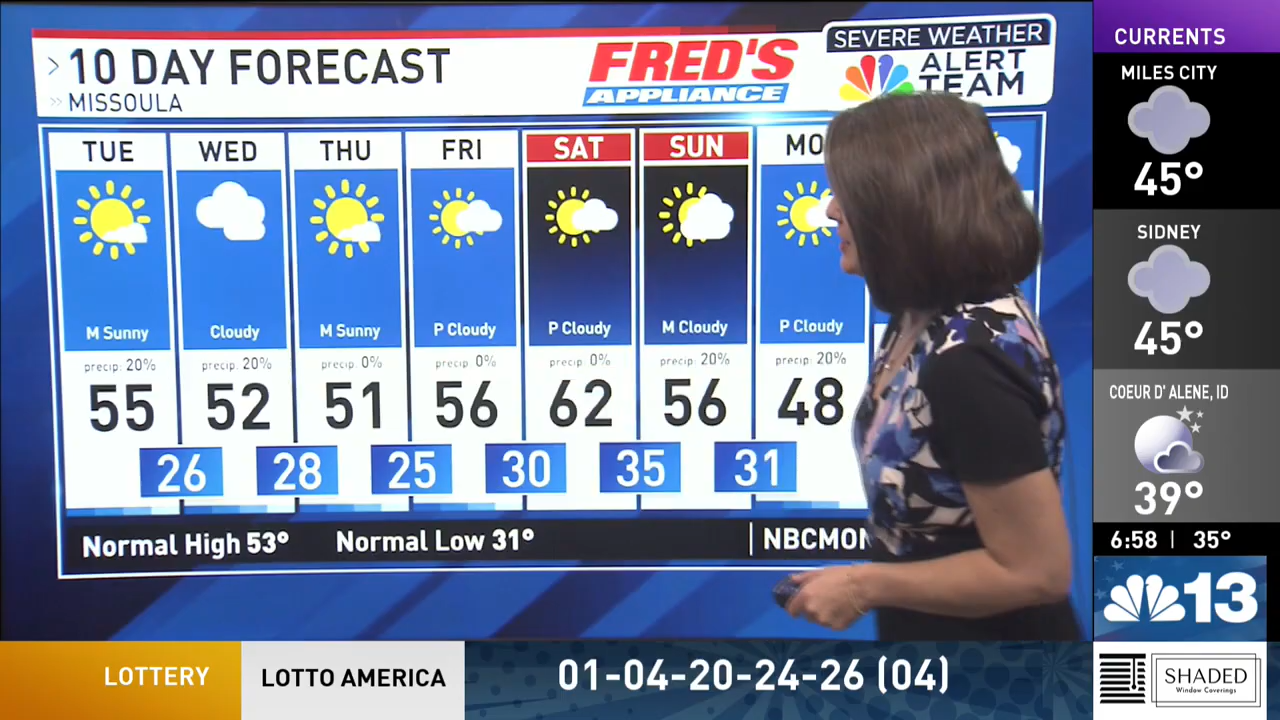 10 DAY FORECAST
MISSOULA
FRED'S
APPLIANCE
SEVERE WEATHER
ALERT
TEAM
TUE WED THU FRI SAT SUN MO
M Sunny Cloudy M Sunny P Cloudy P Cloudy M Cloudy P Cloudy
precip: 20% precip: 20% precip: 0% precip: 0% precip: 0% precip: 20% precip: 20%
55 52 51 56 62 56 48
26 28 25 30 35 31
Normal High 53° Normal Low 31° NBCMON
CURRENTS
MILES CITY
45°
SIDNEY
45°
COEUR D'ALENE, ID
39°
6:58 | 35°
13
SHADED
Window Coverings
LOTTERY LOTTO AMERICA 01-04-20-24-26 (04)